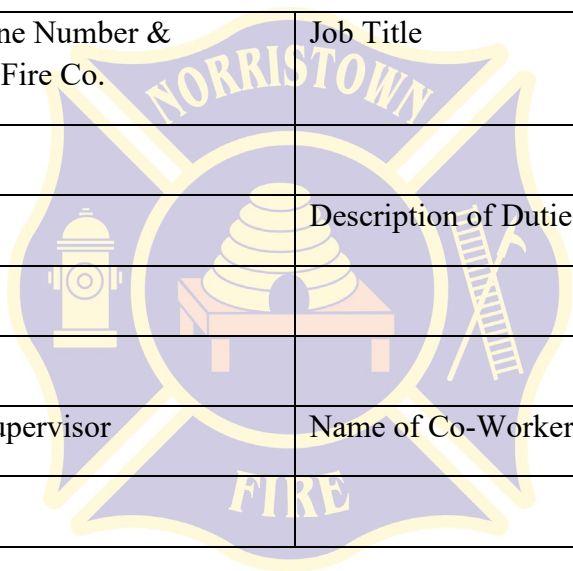 ne Number &
Fire Co.
Job Title
NORRISTOWN
Description of Dutie
upervisor
Name of Co-Worker
FIRE